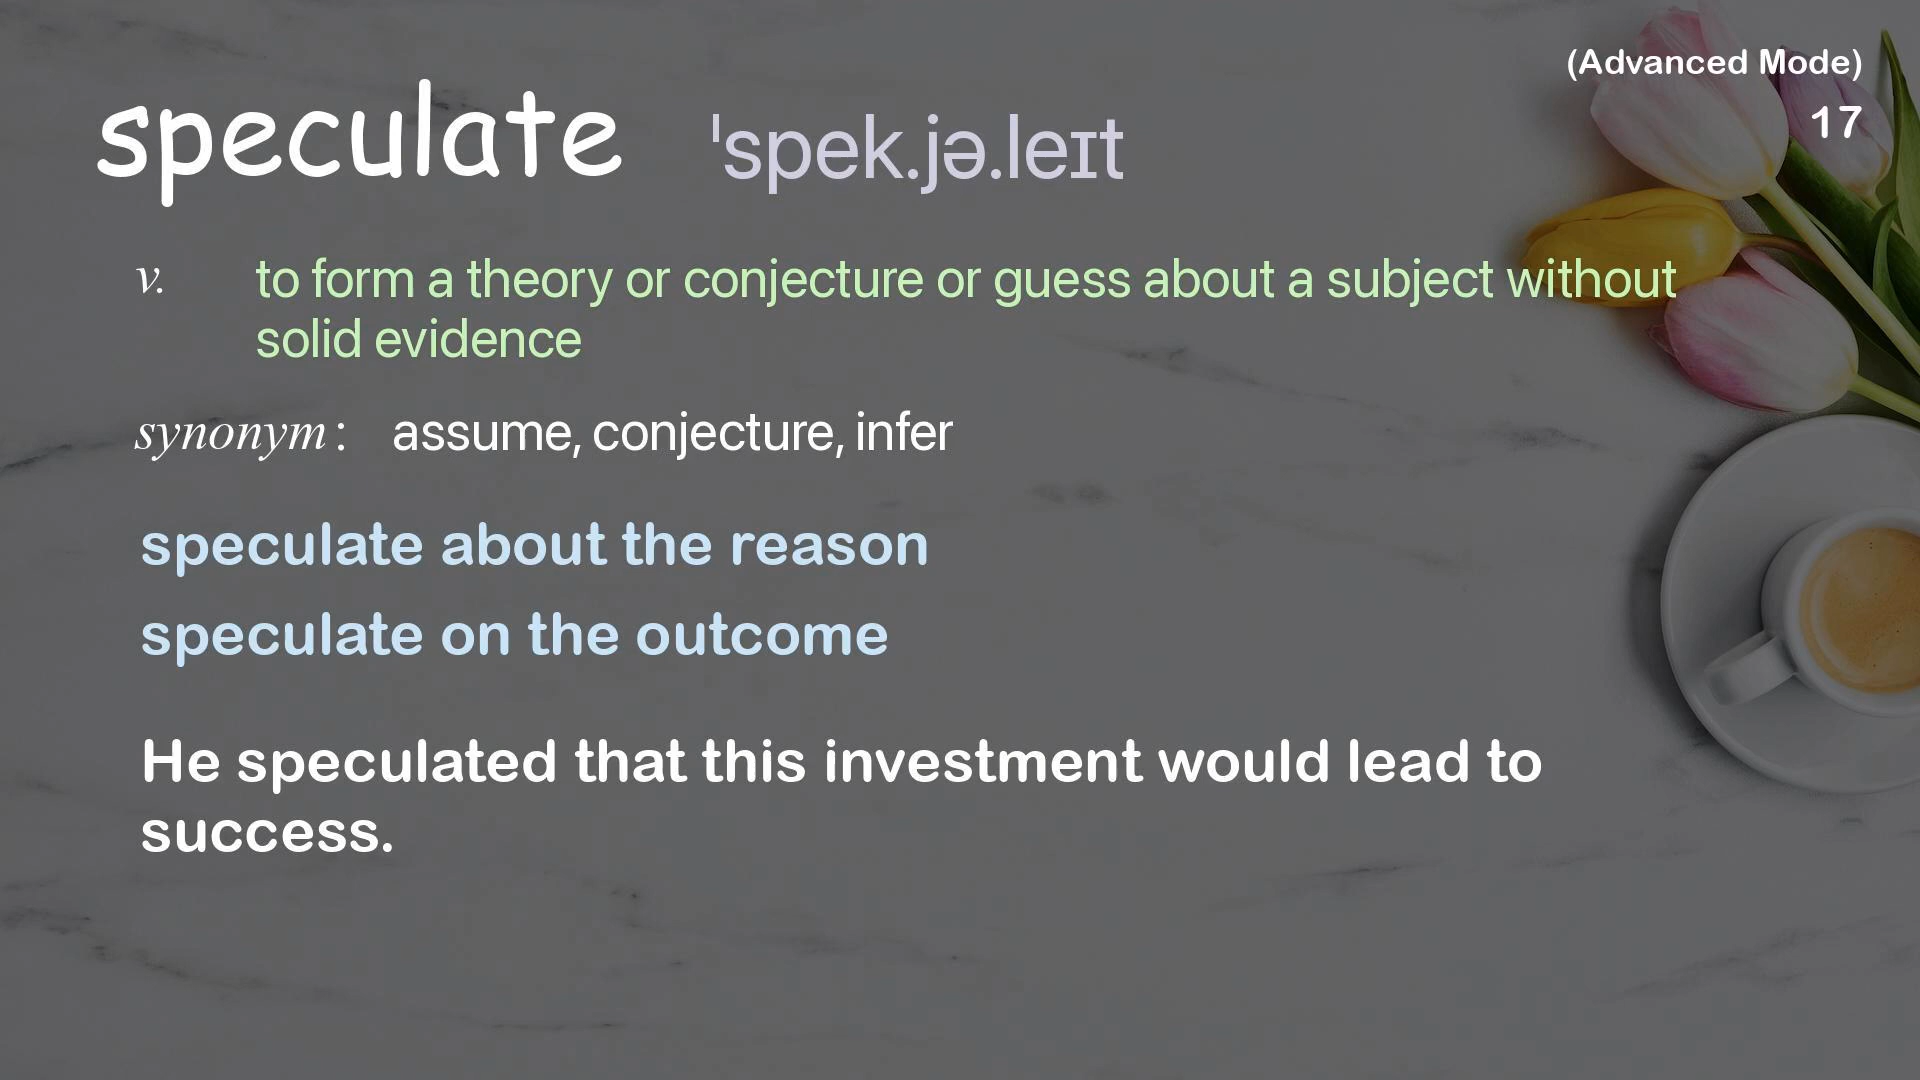 (Advanced Mode)
17
speculate ˈspek.jə.leɪt
v. to form a theory or conjecture or guess about a subject without
solid evidence
synonym: assume, conjecture, infer
speculate about the reason
speculate on the outcome
He speculated that this investment would lead to
success.